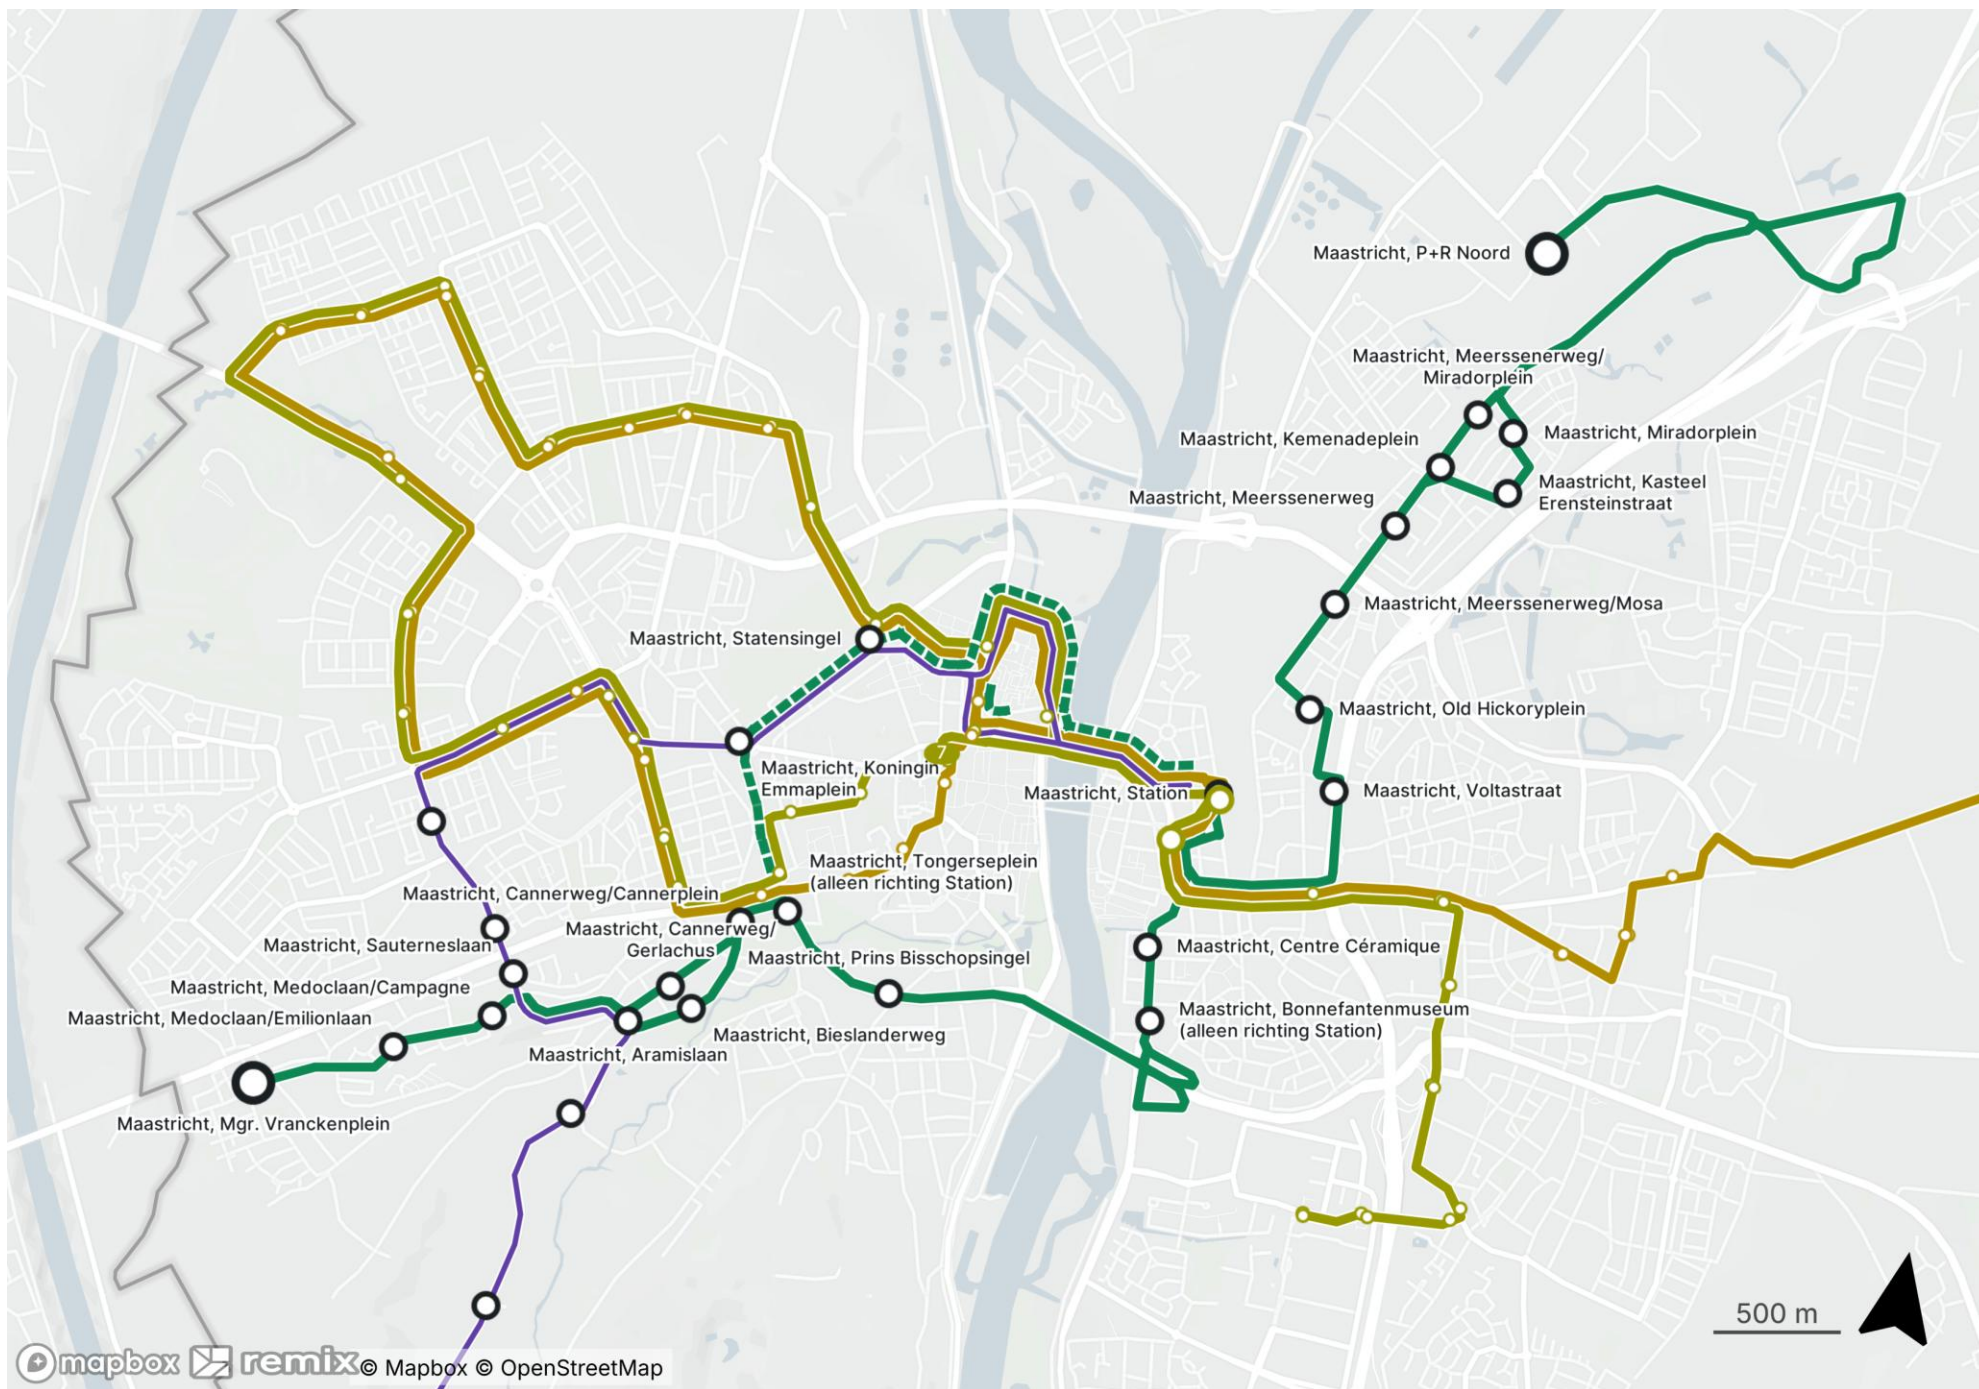 Maastricht, P+R Noord
Maastricht, Meerssenerweg/
Miradorplein
Maastricht, Kemenadeplein
Maastricht, Miradorplein
Maastricht, Kasteel
Erensteinstraat
Maastricht, Meerssenerweg
Maastricht, Meerssenerweg/Mosa
Maastricht, Statensingel
Maastricht, Old Hickoryplein
7
Maastricht, Koningin
Emmaplein
Maastricht, Station
Maastricht, Voltastraat
Maastricht, Tongerseplein
(alleen richting Station)
Maastricht, Cannerweg/Cannerplein
Maastricht, Cannerweg/
Gerlachus
Maastricht, Sauterneslaan
Maastricht, Prins Bisschopsingel
Maastricht, Centre Céramique
Maastricht, Medoclaan/Campagne
Maastricht, Medoclaan/Emilionlaan
Maastricht, Bonnefantenmuseum
(alleen richting Station)
Maastricht, Bieslanderweg
Maastricht, Aramislaan
Maastricht, Mgr. Vranckenplein
500 m
mapbox remix © Mapbox © OpenStreetMap